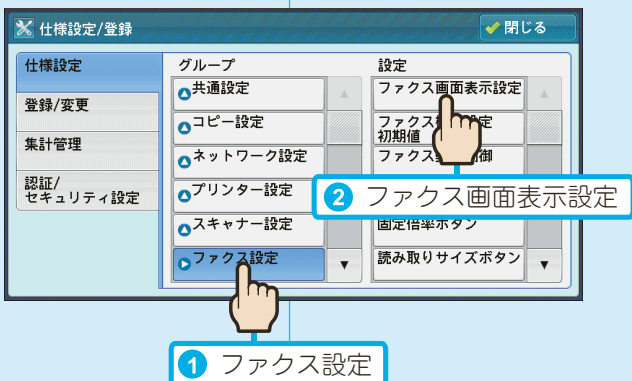 仕様設定/登録
閉じる
仕様設定
登録/変更
集計管理
認証/
セキュリティ設定
グループ
共通設定
コピー設定
ネットワーク設定
プリンター設定
スキャナー設定
ファクス設定
設定
ファクス画面表示設定
ファクス
定
初期値
ファクス
御
固定倍率ボタン
読み取りサイズボタン
2 ファクス画面表示設定
1 ファクス設定